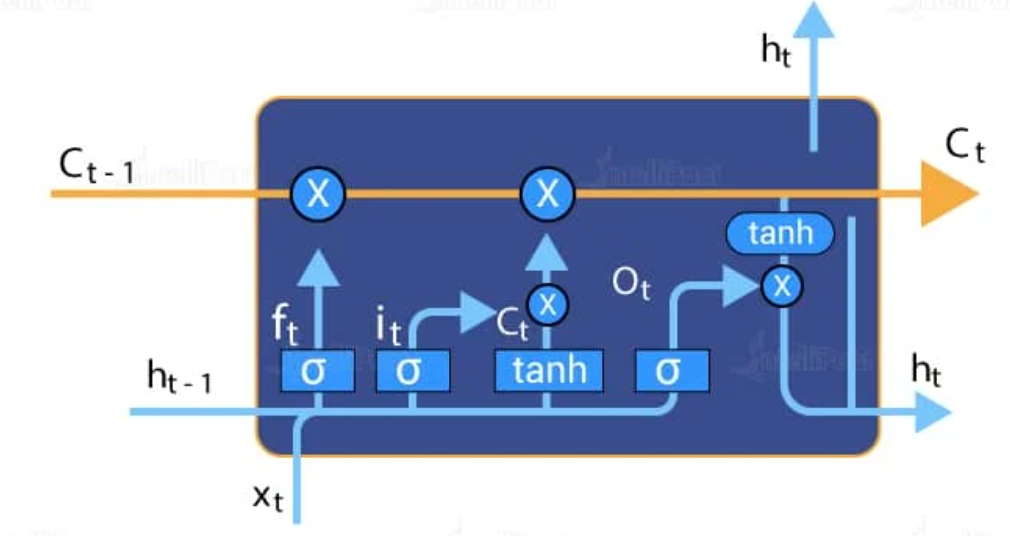 h_t
C_{t-1}
C_t
X
X
tanh
O_t
X
f_t
i_t
C_t
X
σ
σ
tanh
σ
h_{t-1}
h_t
x_t